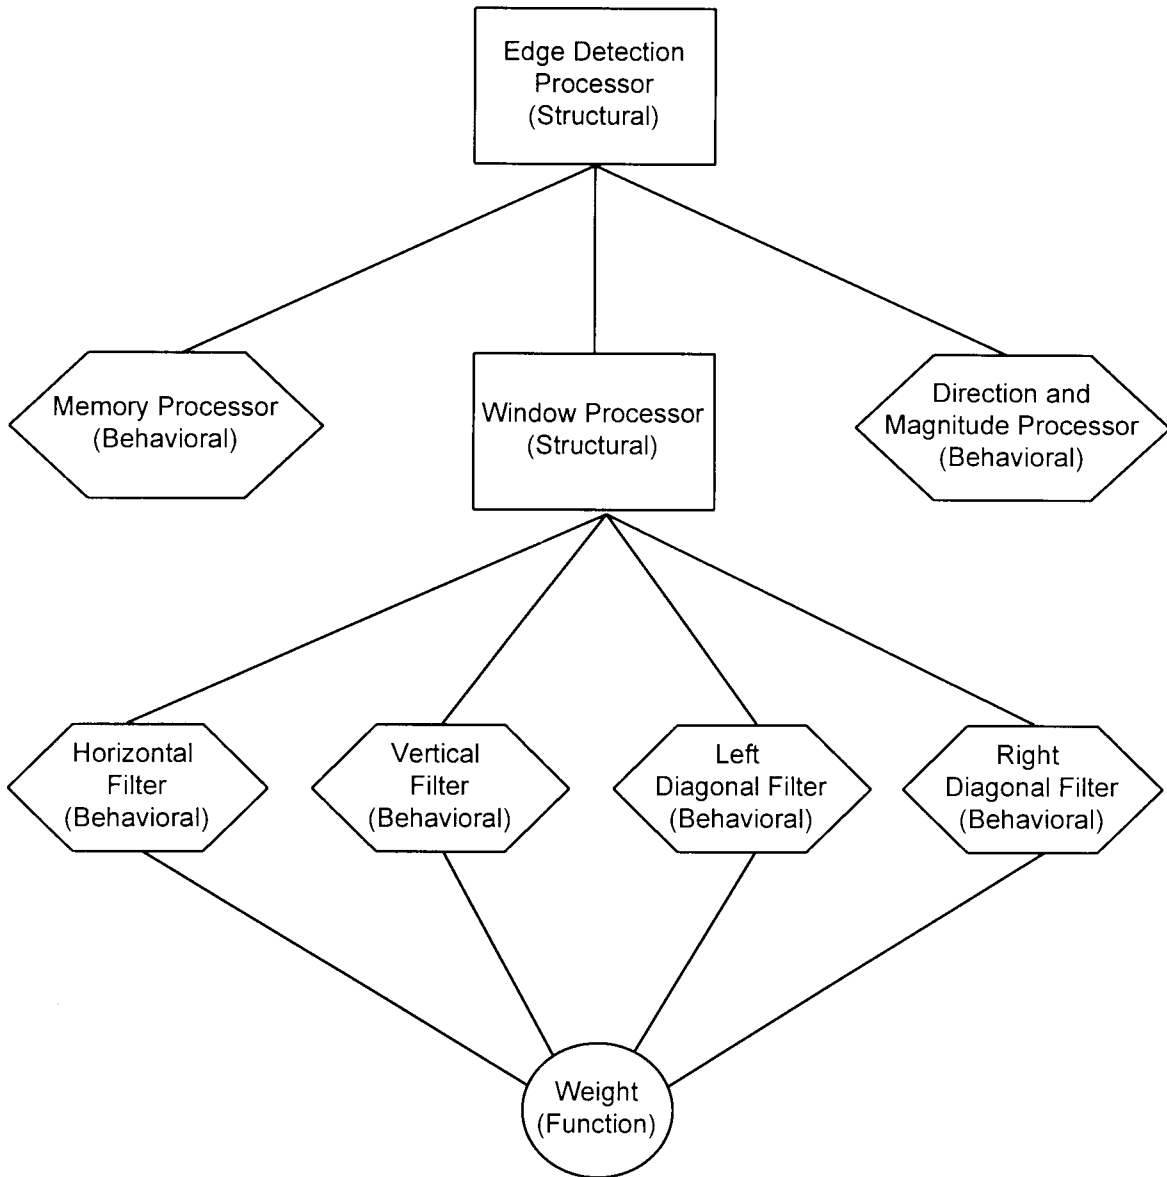 Edge Detection
Processor
(Structural)
Memory Processor
(Behavioral)
Window Processor
(Structural)
Direction and
Magnitude Processor
(Behavioral)
Horizontal
Filter
(Behavioral)
Vertical
Filter
(Behavioral)
Left
Diagonal Filter
(Behavioral)
Right
Diagonal Filter
(Behavioral)
Weight
(Function)